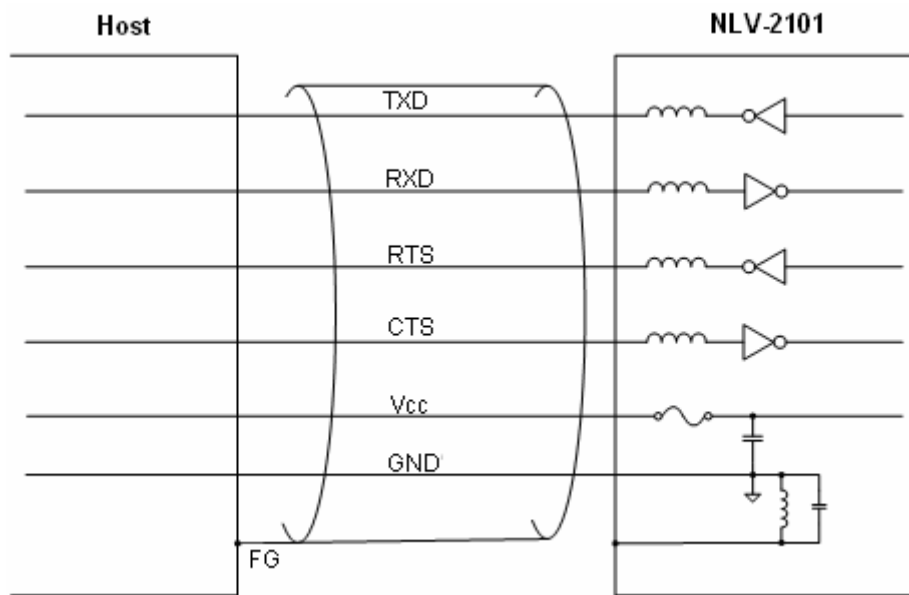 Host
NLV-2101
TXD
RXD
RTS
CTS
Vcc
GND
FG